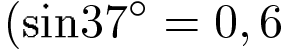 (sin37° = 0,6